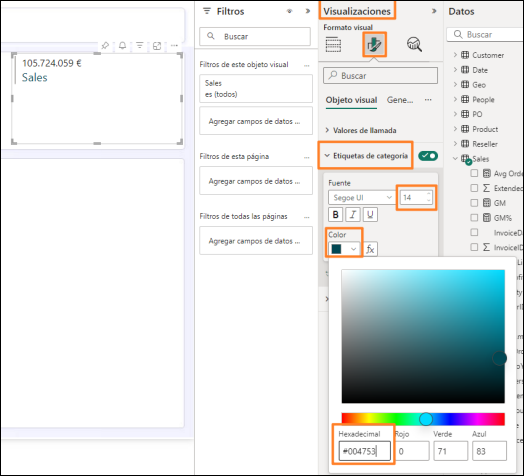 105.724.059 €
Sales
Filtros
Buscar
Filtros de este objeto visual
...
Sales
es (todos)
Agregar campos de datos ...
Filtros de esta página
...
Agregar campos de datos ...
Filtros de todas las páginas
...
Agregar campos de datos ...
Visualizaciones
»
Formato visual
Buscar
Objeto visual
Gene...
...
Valores de llamada
Etiquetas de categoría
Fuente
Segoe UI
14
B
I
U
Color
fx
Hexadecimal
Rojo
Verde
Azul
#004753
0
71
83
Datos
Buscar
Customer
Date
Geo
People
PO
Product
Reseller
Sales
Avg Orde
Extended
GM
GM%
InvoiceD
InvoiceID